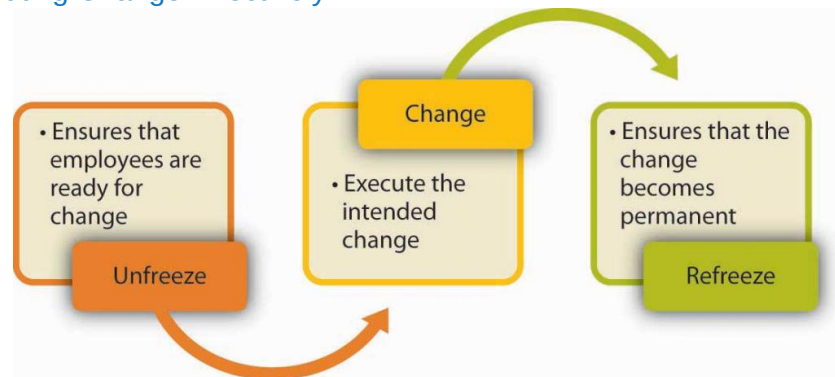 • Ensures that
employees are
ready for
change
Unfreeze
Change
• Execute the
intended
change
• Ensures that the
change
becomes
permanent
Refreeze